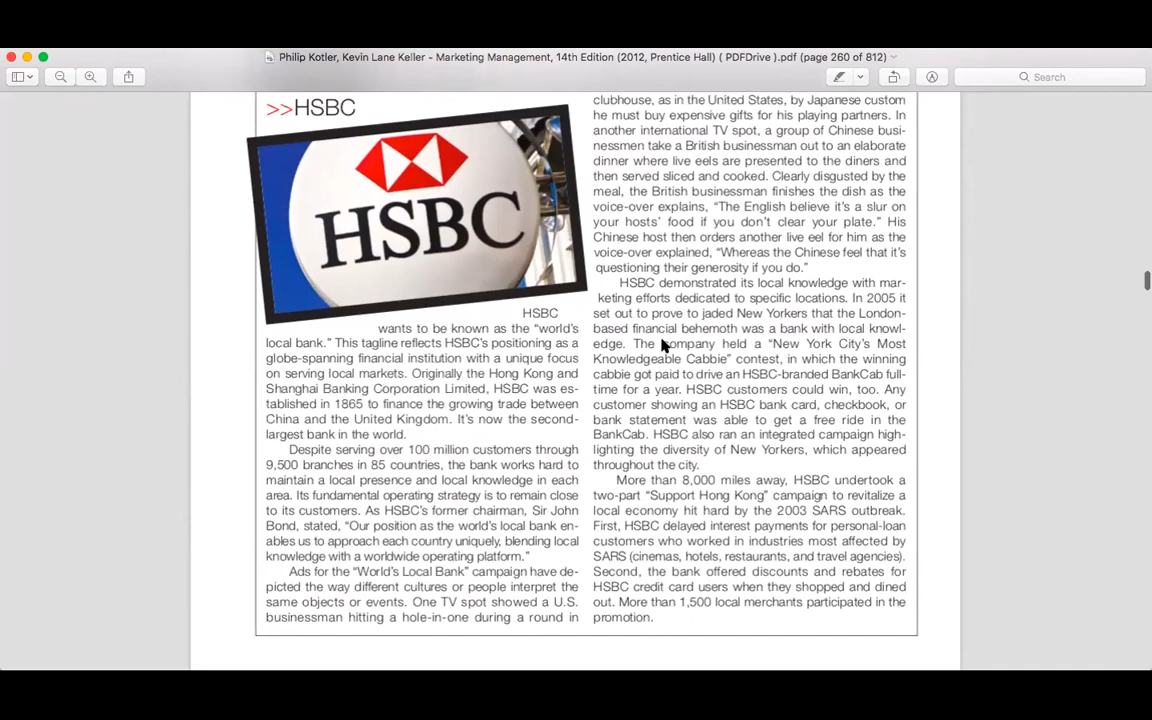 Philip Kotler, Kevin Lane Keller - Marketing Management, 14th Edition (2012, Prentice Hall) ( PDFDrive ).pdf (page 260 of 812)
Search
>>HSBC
HSBC
HSBC
wants to be known as the “world’s
local bank.” This tagline reflects HSBC’s positioning as a
globe-spanning financial institution with a unique focus
on serving local markets. Originally the Hong Kong and
Shanghai Banking Corporation Limited, HSBC was es-
tablished in 1865 to finance the growing trade between
China and the United Kingdom. It’s now the second-
largest bank in the world.
Despite serving over 100 million customers through
9,500 branches in 85 countries, the bank works hard to
maintain a local presence and local knowledge in each
area. Its fundamental operating strategy is to remain close
to its customers. As HSBC’s former chairman, Sir John
Bond, stated, “Our position as the world’s local bank en-
ables us to approach each country uniquely, blending local
knowledge with a worldwide operating platform.”
Ads for the “World’s Local Bank” campaign have de-
picted the way different cultures or people interpret the
same objects or events. One TV spot showed a U.S.
businessman hitting a hole-in-one during a round in
clubhouse, as in the United States, by Japanese custom
he must buy expensive gifts for his playing partners. In
another international TV spot, a group of Chinese busi-
nessmen take a British businessman out to an elaborate
dinner where live eels are presented to the diners and
then served sliced and cooked. Clearly disgusted by the
meal, the British businessman finishes the dish as the
voice-over explains, “The English believe it’s a slur on
your hosts’ food if you don’t clear your plate.” His
Chinese host then orders another live eel for him as the
voice-over explained, “Whereas the Chinese feel that it’s
questioning their generosity if you do.”
HSBC demonstrated its local knowledge with mar-
keting efforts dedicated to specific locations. In 2005 it
set out to prove to jaded New Yorkers that the London-
based financial behemoth was a bank with local knowl-
edge. The company held a “New York City’s Most
Knowledgeable Cabbie” contest, in which the winning
cabbie got paid to drive an HSBC-branded BankCab full-
time for a year. HSBC customers could win, too. Any
customer showing an HSBC bank card, checkbook, or
bank statement was able to get a free ride in the
BankCab. HSBC also ran an integrated campaign high-
lighting the diversity of New Yorkers, which appeared
throughout the city.
More than 8,000 miles away, HSBC undertook a
two-part “Support Hong Kong” campaign to revitalize a
local economy hit hard by the 2003 SARS outbreak.
First, HSBC delayed interest payments for personal-loan
customers who worked in industries most affected by
SARS (cinemas, hotels, restaurants, and travel agencies).
Second, the bank offered discounts and rebates for
HSBC credit card users when they shopped and dined
out. More than 1,500 local merchants participated in the
promotion.